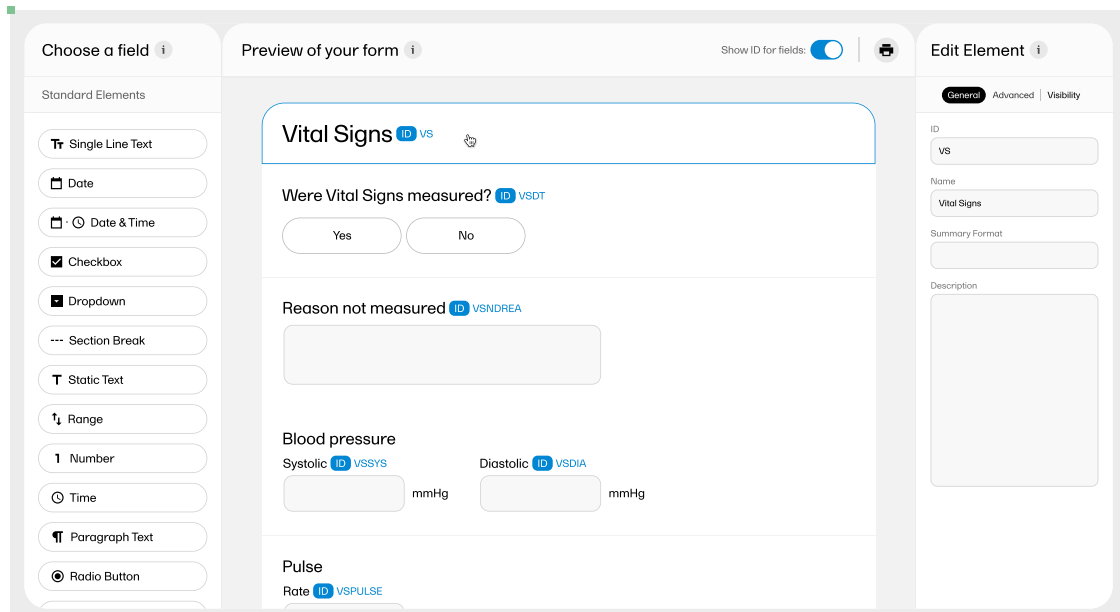 Choose a field i
Standard Elements
Tr Single Line Text
Date
Date & Time
Checkbox
Dropdown
Section Break
T Static Text
Range
1 Number
Time
¶ Paragraph Text
Radio Button
Preview of your form i
Show ID for fields:
Vital Signs ID VS
Were Vital Signs measured? ID VSDT
Yes No
Reason not measured ID VSNDREA
Blood pressure
Systolic ID VSSYS Diastolic ID VSDIA
mmHg mmHg
Pulse
Rate ID VSPULSE
Edit Element i
General Advanced Visibility
ID
VS
Name
Vital Signs
Summary Format
Description